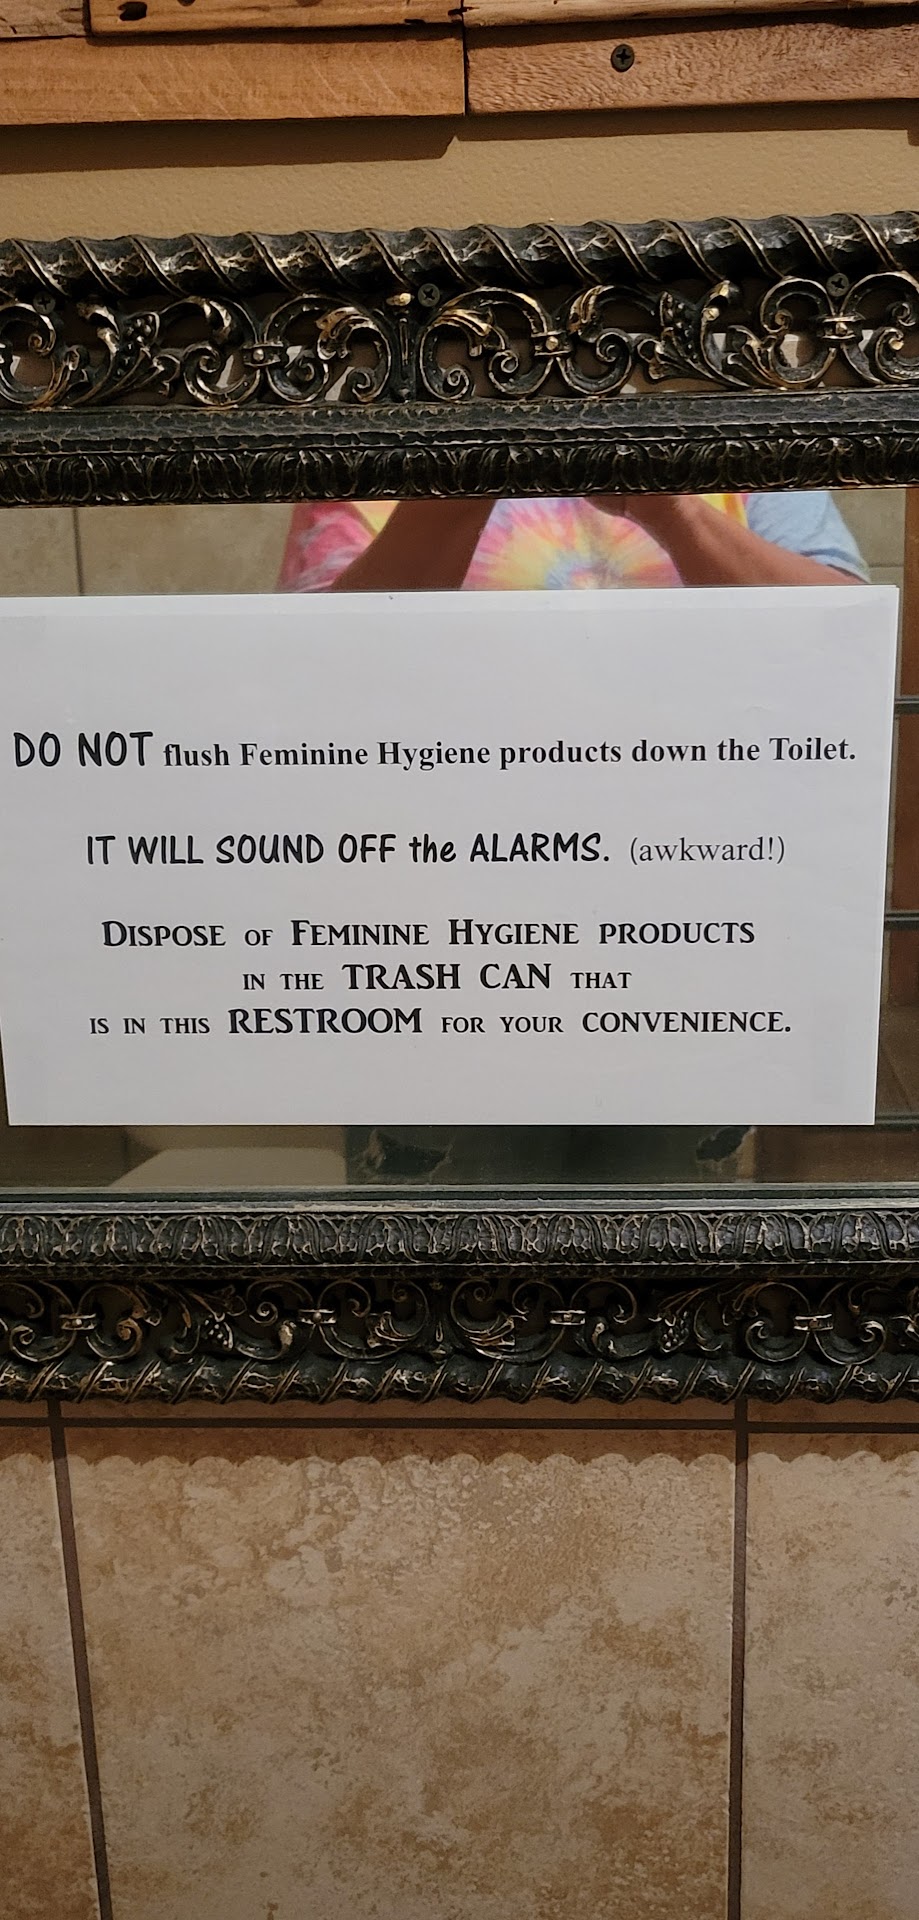 DO NOT flush Feminine Hygiene products down the Toilet.
IT WILL SOUND OFF the ALARMS. (awkward!)
DISPOSE OF FEMININE HYGIENE PRODUCTS
IN THE TRASH CAN THAT
IS IN THIS RESTROOM FOR YOUR CONVENIENCE.